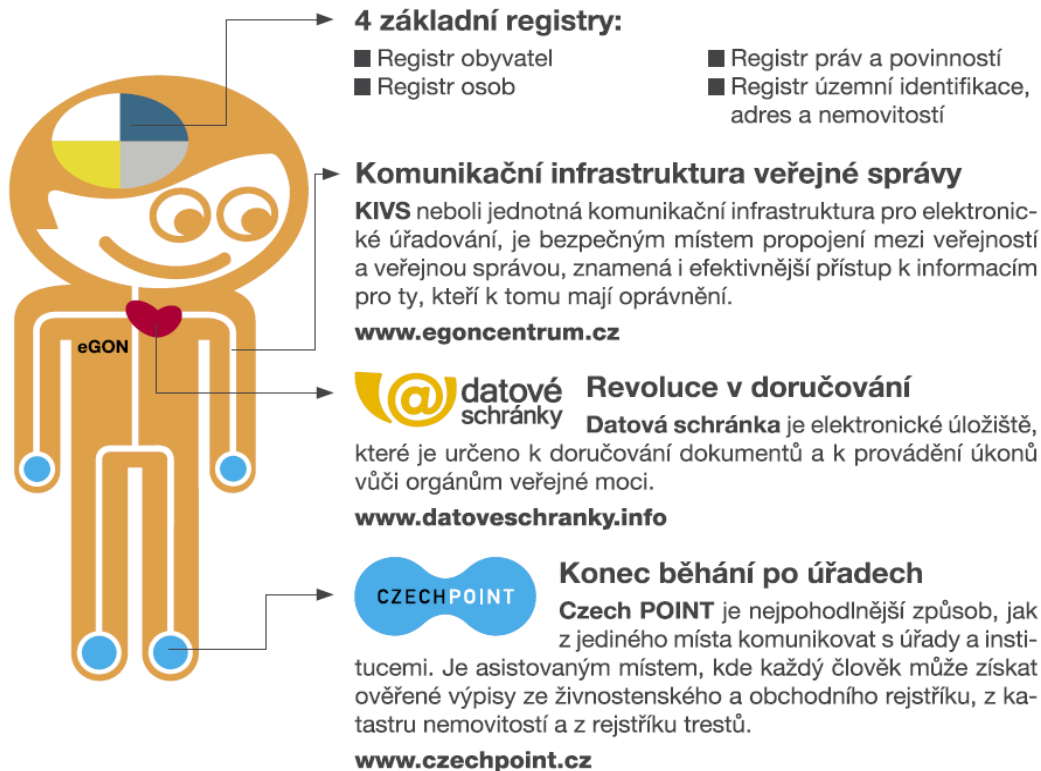 4 základní registry:
■ Registr obyvatel
■ Registr osob
■ Registr práv a povinností
■ Registr územní identifikace,
adres a nemovitostí
Komunikační infrastruktura veřejné správy
KIVS neboli jednotná komunikační infrastruktura pro elektronic-
ké úřadování, je bezpečným místem propojení mezi veřejností
a veřejnou správou, znamená i efektivnější přístup k informacím
pro ty, kteří k tomu mají oprávnění.
www.egoncentrum.cz
eGON
@ datové
schránky
Revoluce v doručování
Datová schránka je elektronické úložiště,
které je určeno k doručování dokumentů a k provádění úkonů
vůči orgánům veřejné moci.
www.datoveschranky.info
CZECHPOINT
Konec běhání po úřadech
Czech POINT je nejpohodlnější způsob, jak
z jediného místa komunikovat s úřady a insti-
tucemi. Je asistovaným místem, kde každý člověk může získat
ověřené výpisy ze živnostenského a obchodního rejstříku, z ka-
tastru nemovitostí a z rejstříku trestů.
www.czechpoint.cz